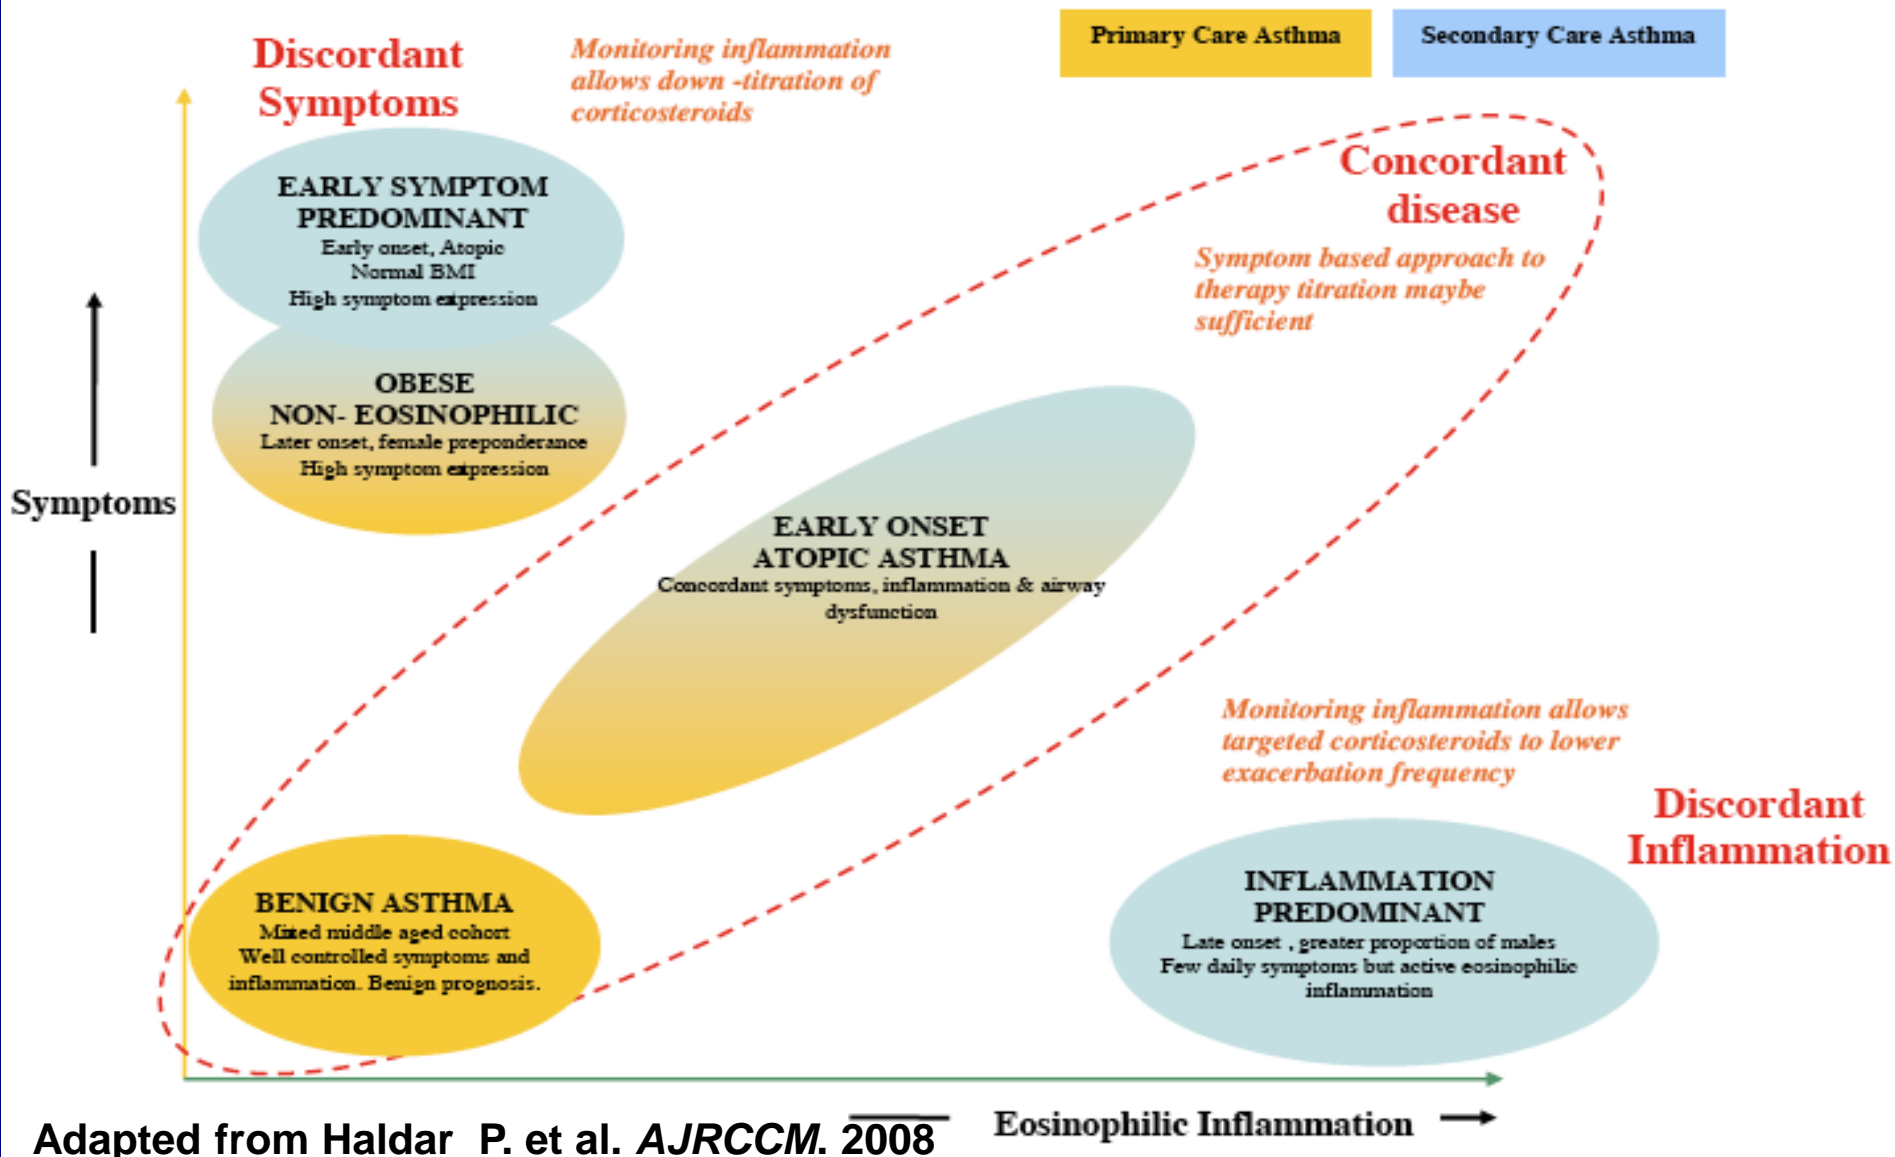 Primary Care Asthma
Secondary Care Asthma
Discordant
Symptoms
Monitoring inflammation
allows down -titration of
corticosteroids
EARLY SYMPTOM
PREDOMINANT
Early onset, Atopic
Normal BMI
High symptom expression
OBESE
NON- EOSINOPHILIC
Later onset, female preponderance
High symptom expression
Symptoms
Concordant
disease
Symptom based approach to
therapy titration maybe
sufficient
EARLY ONSET
ATOPIC ASTHMA
Concordant symptoms, inflammation & airway
dysfunction
Monitoring inflammation allows
targeted corticosteroids to lower
exacerbation frequency
Discordant
Inflammation
BENIGN ASTHMA
Mixed middle aged cohort
Well controlled symptoms and
inflammation. Benign prognosis.
INFLAMMATION
PREDOMINANT
Late onset , greater proportion of males
Few daily symptoms but active eosinophilic
inflammation
Eosinophilic Inflammation
Adapted from Haldar P. et al. AJRCCM. 2008